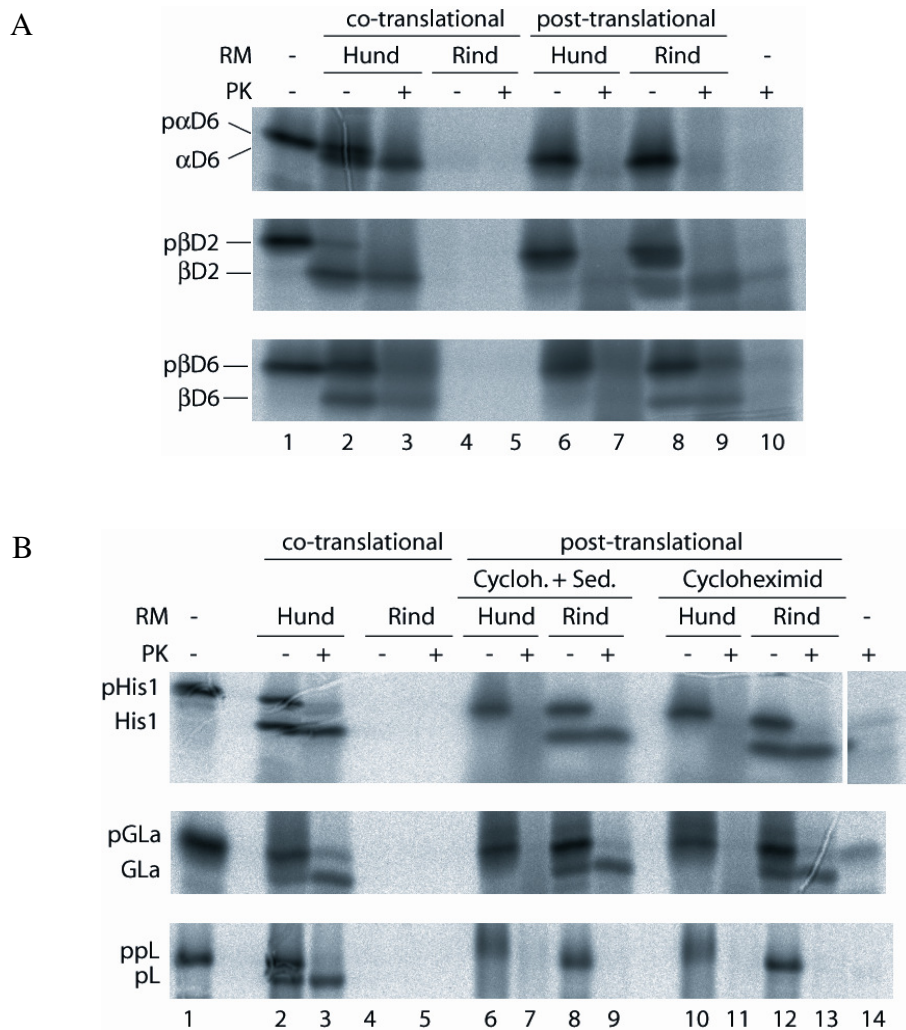 A
co-translational post-translational
RM - Hund Rind Hund Rind -
PK - - + - + - + - + +
pαD6
αD6
pβD2
βD2
pβD6
βD6
1 2 3 4 5 6 7 8 9 10
B
co-translational post-translational
Cycloh. + Sed. Cycloheximid
RM - Hund Rind Hund Rind Hund Rind -
PK - - + - + - + - + - + - + +
pHis1
His1
pGLa
GLa
ppL
pL
1 2 3 4 5 6 7 8 9 10 11 12 13 14